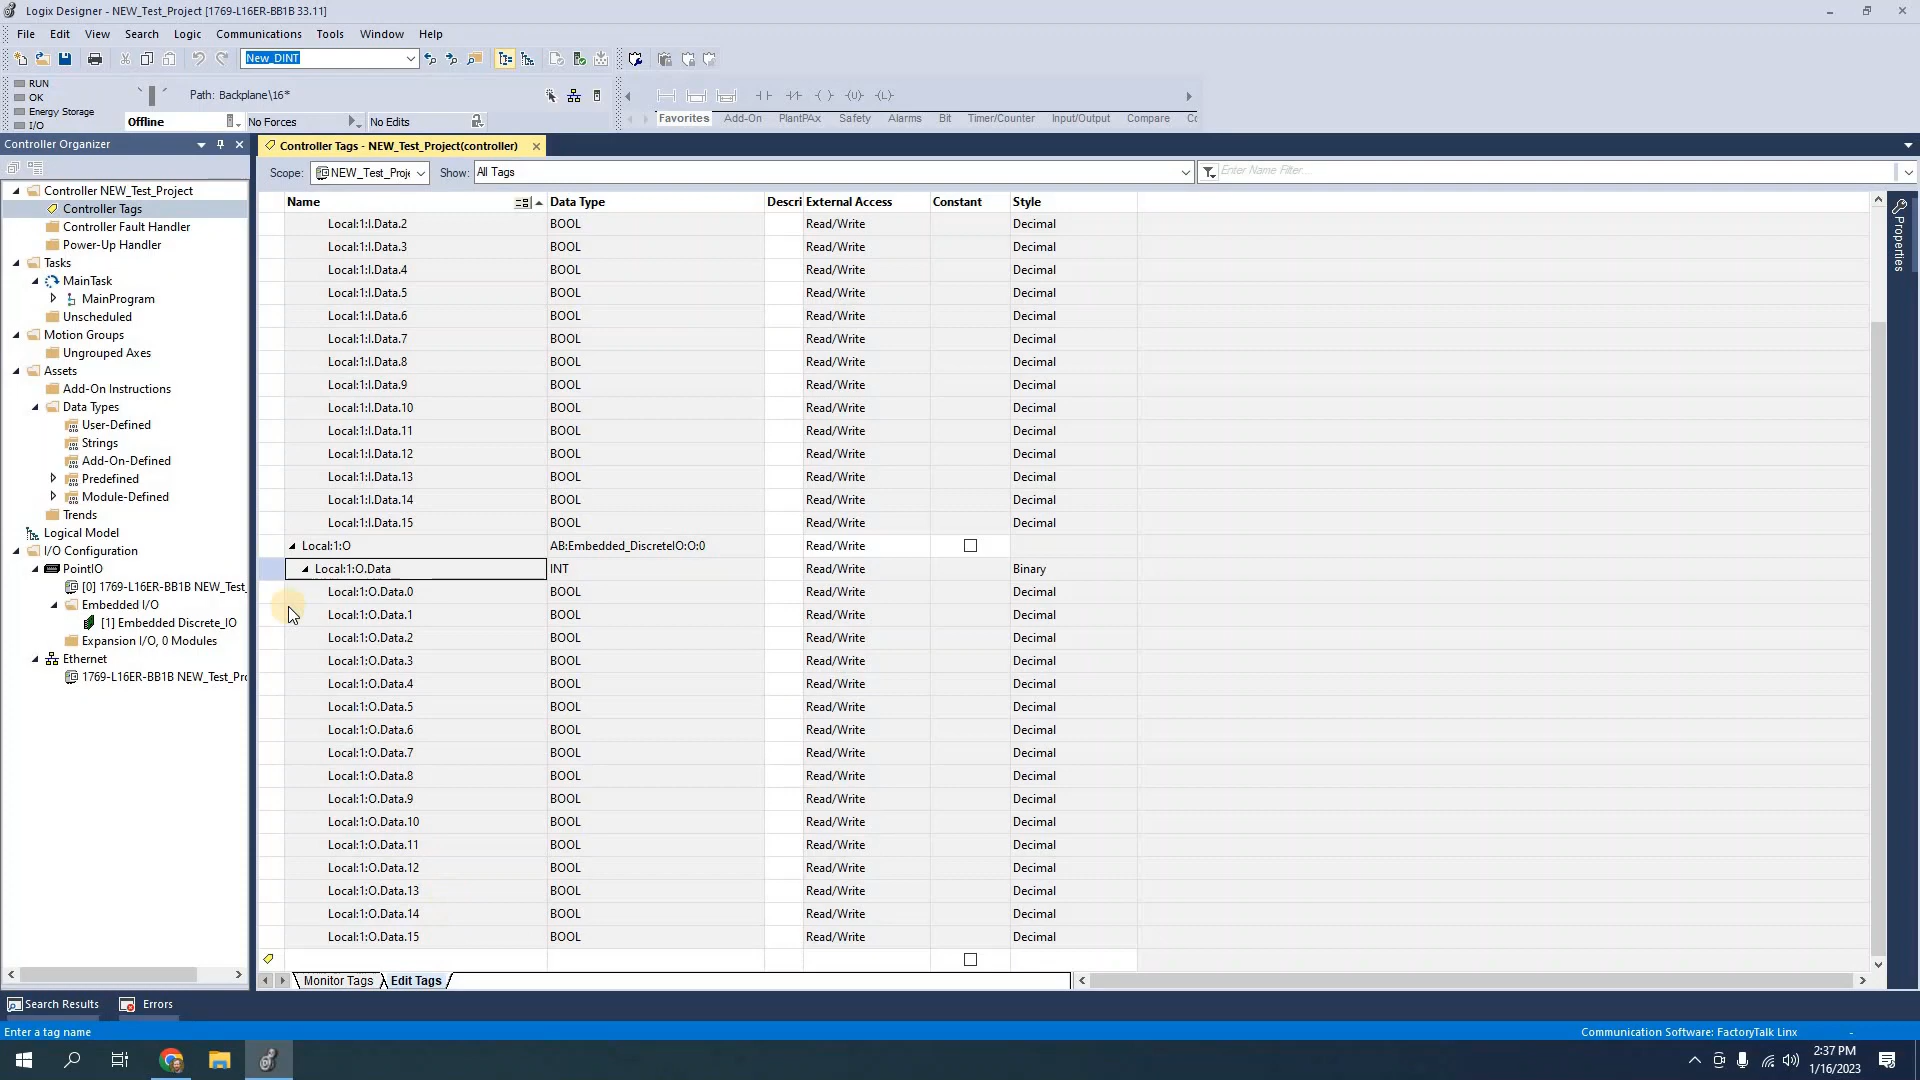 Logix Designer - NEW_Test_Project [1769-L16ER-BB1B 33.11]
File Edit View Search Logic Communications Tools Window Help
New_DINT
RUN
OK
Energy Storage
I/O
Path: Backplane\16*
Offline No Forces No Edits
Favorites Add-On PlantPAx Safety Alarms Bit Timer/Counter Input/Output Compare Cc
Controller Organizer
Controller NEW_Test_Project
Controller Tags
Controller Fault Handler
Power-Up Handler
Tasks
MainTask
MainProgram
Unscheduled
Motion Groups
Ungrouped Axes
Assets
Add-On Instructions
Data Types
User-Defined
Strings
Add-On-Defined
Predefined
Module-Defined
Trends
Logical Model
I/O Configuration
PointIO
[0] 1769-L16ER-BB1B NEW_Test_
Embedded I/O
[1] Embedded Discrete_IO
Expansion I/O, 0 Modules
Ethernet
1769-L16ER-BB1B NEW_Test_Prc
Controller Tags - NEW_Test_Project(controller)
Scope: NEW_Test_Proje Show: All Tags Enter Name Filter...
Name Data Type Descri External Access Constant Style
Local:1:I.Data.2 BOOL Read/Write Decimal
Local:1:I.Data.3 BOOL Read/Write Decimal
Local:1:I.Data.4 BOOL Read/Write Decimal
Local:1:I.Data.5 BOOL Read/Write Decimal
Local:1:I.Data.6 BOOL Read/Write Decimal
Local:1:I.Data.7 BOOL Read/Write Decimal
Local:1:I.Data.8 BOOL Read/Write Decimal
Local:1:I.Data.9 BOOL Read/Write Decimal
Local:1:I.Data.10 BOOL Read/Write Decimal
Local:1:I.Data.11 BOOL Read/Write Decimal
Local:1:I.Data.12 BOOL Read/Write Decimal
Local:1:I.Data.13 BOOL Read/Write Decimal
Local:1:I.Data.14 BOOL Read/Write Decimal
Local:1:I.Data.15 BOOL Read/Write Decimal
Local:1:O AB:Embedded_DiscreteIO:O:0 Read/Write
Local:1:O.Data INT Read/Write Binary
Local:1:O.Data.0 BOOL Read/Write Decimal
Local:1:O.Data.1 BOOL Read/Write Decimal
Local:1:O.Data.2 BOOL Read/Write Decimal
Local:1:O.Data.3 BOOL Read/Write Decimal
Local:1:O.Data.4 BOOL Read/Write Decimal
Local:1:O.Data.5 BOOL Read/Write Decimal
Local:1:O.Data.6 BOOL Read/Write Decimal
Local:1:O.Data.7 BOOL Read/Write Decimal
Local:1:O.Data.8 BOOL Read/Write Decimal
Local:1:O.Data.9 BOOL Read/Write Decimal
Local:1:O.Data.10 BOOL Read/Write Decimal
Local:1:O.Data.11 BOOL Read/Write Decimal
Local:1:O.Data.12 BOOL Read/Write Decimal
Local:1:O.Data.13 BOOL Read/Write Decimal
Local:1:O.Data.14 BOOL Read/Write Decimal
Local:1:O.Data.15 BOOL Read/Write Decimal
Monitor Tags Edit Tags
Properties
Search Results Errors
Enter a tag name Communication Software: FactoryTalk Linx -
2:37 PM
1/16/2023